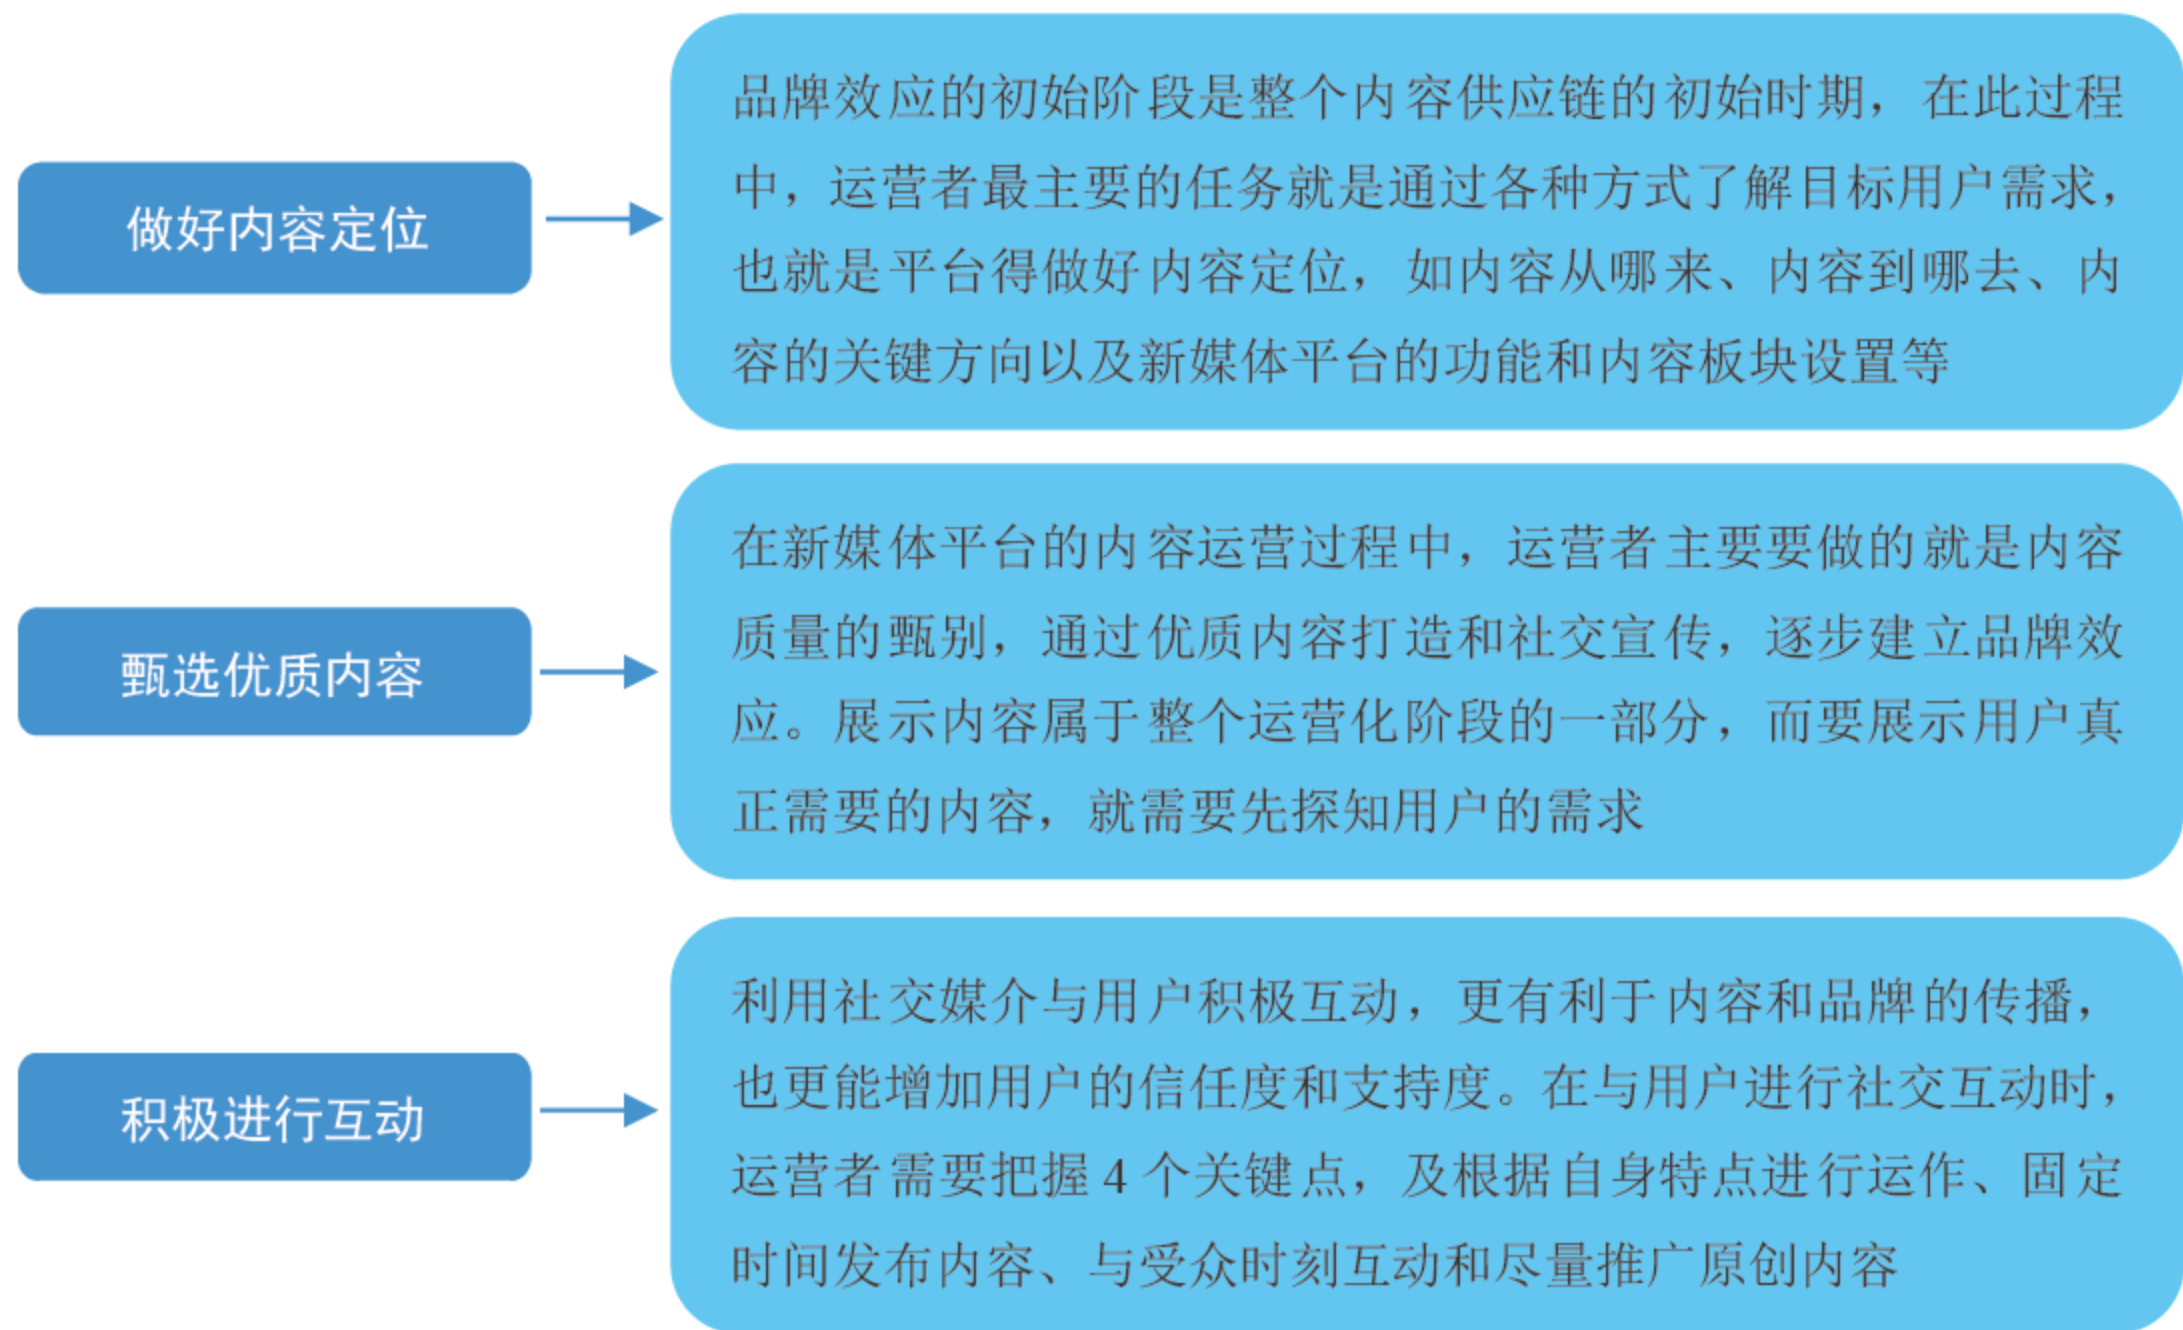 做好内容定位
品牌效应的初始阶段是整个内容供应链的初始时期，在此过程
中，运营者最主要的任务就是通过各种方式了解目标用户需求，
也就是平台得做好内容定位，如内容从哪来、内容到哪去、内
容的关键方向以及新媒体平台的功能和内容板块设置等
甄选优质内容
在新媒体平台的内容运营过程中，运营者主要要做的就是内容
质量的甄别，通过优质内容打造和社交宣传，逐步建立品牌效
应。展示内容属于整个运营化阶段的一部分，而要展示用户真
正需要的内容，就需要先探知用户的需求
积极进行互动
利用社交媒介与用户积极互动，更有利于内容和品牌的传播，
也更能增加用户的信任度和支持度。在与用户进行社交互动时，
运营者需要把握 4 个关键点，及根据自身特点进行运作、固定
时间发布内容、与受众时刻互动和尽量推广原创内容